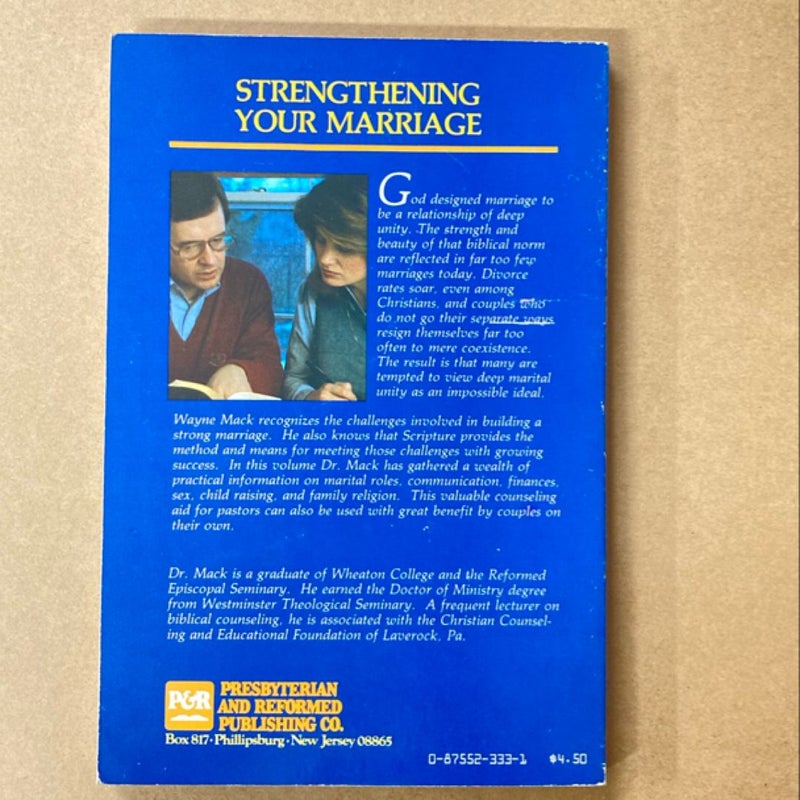 STRENGTHENING
YOUR MARRIAGE
God designed marriage to
be a relationship of deep
unity. The strength and
beauty of that biblical norm
are reflected in far too few
marriages today. Divorce
rates soar, even among
Christians, and couples who
do not go their separate ways
resign themselves far too
often to mere coexistence.
The result is that many are
tempted to view deep marital
unity as an impossible ideal.
Wayne Mack recognizes the challenges involved in building a
strong marriage. He also knows that Scripture provides the
method and means for meeting those challenges with growing
success. In this volume Dr. Mack has gathered a wealth of
practical information on marital roles, communication, finances,
sex, child raising, and family religion. This valuable counseling
aid for pastors can also be used with great benefit by couples on
their own.
Dr. Mack is a graduate of Wheaton College and the Reformed
Episcopal Seminary. He earned the Doctor of Ministry degree
from Westminster Theological Seminary. A frequent lecturer on
biblical counseling, he is associated with the Christian Counsel-
ing and Educational Foundation of Laverock, Pa.
P&R
PRESBYTERIAN
AND REFORMED
PUBLISHING CO.
Box 817 · Phillipsburg · New Jersey 08865
0-87552-333-1 $4.50